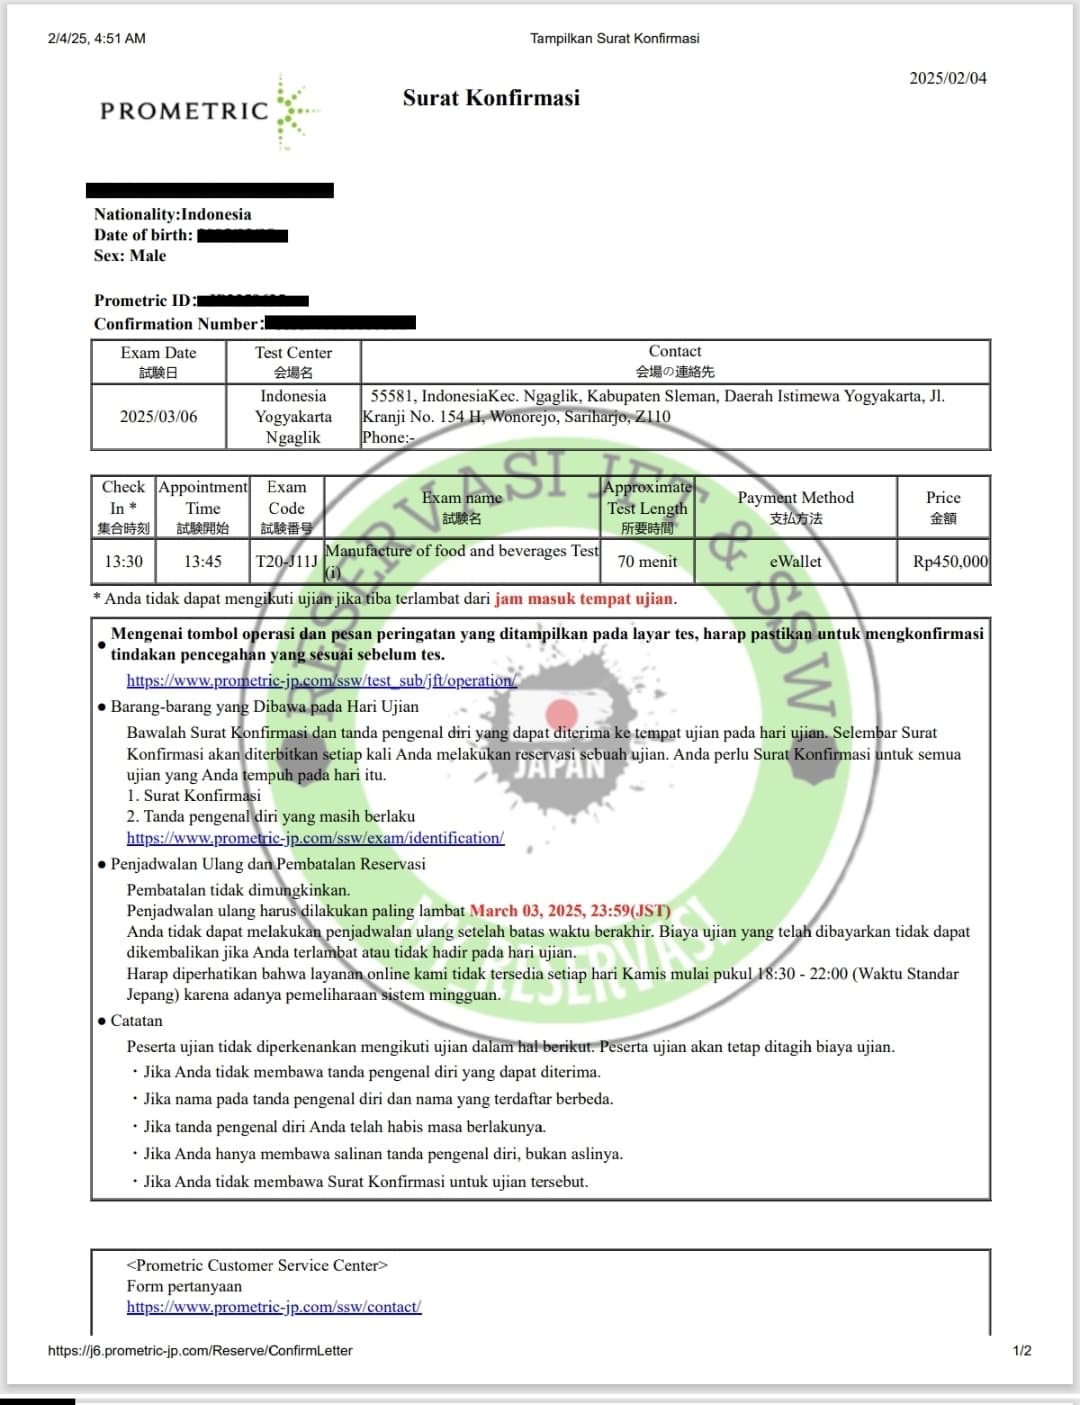 2/4/25, 4:51 AM
Tampilkan Surat Konfirmasi
2025/02/04
PROMETRIC
Surat Konfirmasi
Nationality:Indonesia
Date of birth:
Sex: Male
Prometric ID:
Confirmation Number:
Exam Date
試験日
Test Center
会場名
Contact
会場の連絡先
2025/03/06
Indonesia
Yogyakarta
Ngaglik
55581, IndonesiaKec. Ngaglik, Kabupaten Sleman, Daerah Istimewa Yogyakarta, Jl.
Kranji No. 154 H, Wonorejo, Sariharjo, Z110
Phone:-
Check
In *
集合時刻
Appointment
Time
試験開始
Exam
Code
試験番号
Exam name
試験名
Approximate
Test Length
所要時間
Payment Method
支払方法
Price
金額
13:30
13:45
T20-J11J
Manufacture of food and beverages Test
(i)
70 menit
eWallet
Rp450,000
* Anda tidak dapat mengikuti ujian jika tiba terlambat dari jam masuk tempat ujian.
● Mengenai tombol operasi dan pesan peringatan yang ditampilkan pada layar tes, harap pastikan untuk mengkonfirmasi
tindakan pencegahan yang sesuai sebelum tes.
https://www.prometric-jp.com/ssw/test_sub/jft/operation/
● Barang-barang yang Dibawa pada Hari Ujian
Bawalah Surat Konfirmasi dan tanda pengenal diri yang dapat diterima ke tempat ujian pada hari ujian. Selembar Surat
Konfirmasi akan diterbitkan setiap kali Anda melakukan reservasi sebuah ujian. Anda perlu Surat Konfirmasi untuk semua
ujian yang Anda tempuh pada hari itu.
1. Surat Konfirmasi
2. Tanda pengenal diri yang masih berlaku
https://www.prometric-jp.com/ssw/exam/identification/
● Penjadwalan Ulang dan Pembatalan Reservasi
Pembatalan tidak dimungkinkan.
Penjadwalan ulang harus dilakukan paling lambat March 03, 2025, 23:59(JST)
Anda tidak dapat melakukan penjadwalan ulang setelah batas waktu berakhir. Biaya ujian yang telah dibayarkan tidak dapat
dikembalikan jika Anda terlambat atau tidak hadir pada hari ujian.
Harap diperhatikan bahwa layanan online kami tidak tersedia setiap hari Kamis mulai pukul 18:30 - 22:00 (Waktu Standar
Jepang) karena adanya pemeliharaan sistem mingguan.
● Catatan
Peserta ujian tidak diperkenankan mengikuti ujian dalam hal berikut. Peserta ujian akan tetap ditagih biaya ujian.
・Jika Anda tidak membawa tanda pengenal diri yang dapat diterima.
・Jika nama pada tanda pengenal diri dan nama yang terdaftar berbeda.
・Jika tanda pengenal diri Anda telah habis masa berlakunya.
・Jika Anda hanya membawa salinan tanda pengenal diri, bukan aslinya.
・Jika Anda tidak membawa Surat Konfirmasi untuk ujian tersebut.
RESERVASI JFT & SSW
JAPAN
MY_RESERVASI
<Prometric Customer Service Center>
Form pertanyaan
https://www.prometric-jp.com/ssw/contact/
https://j6.prometric-jp.com/Reserve/ConfirmLetter
1/2